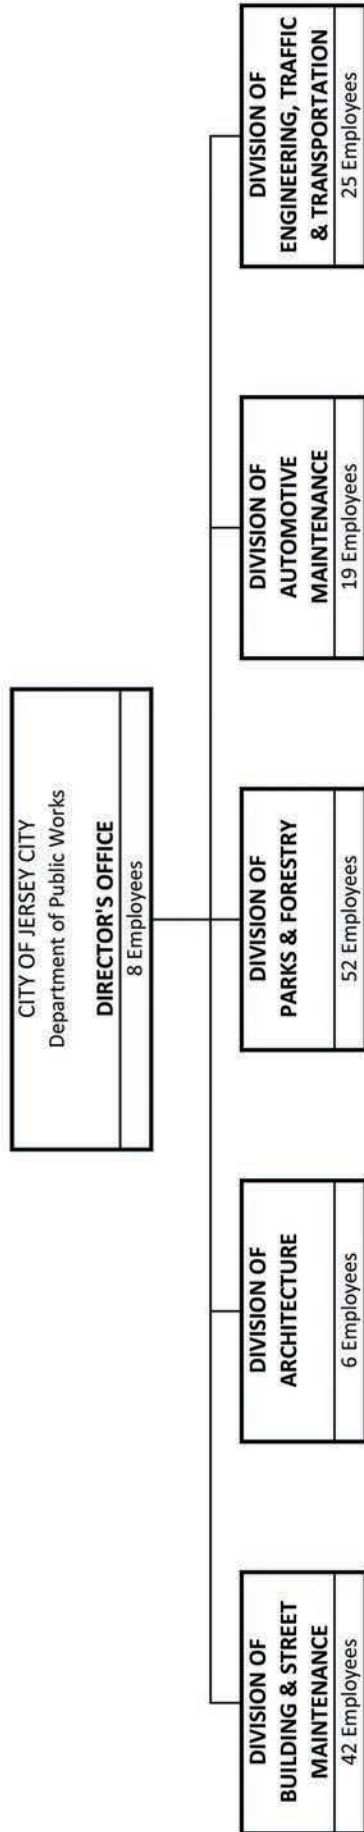 CITY OF JERSEY CITY
Department of Public Works
DIRECTOR'S OFFICE
8 Employees
DIVISION OF
BUILDING & STREET
MAINTENANCE
42 Employees
DIVISION OF
ARCHITECTURE
6 Employees
DIVISION OF
PARKS & FORESTRY
52 Employees
DIVISION OF
AUTOMOTIVE
MAINTENANCE
19 Employees
DIVISION OF
ENGINEERING, TRAFFIC
& TRANSPORTATION
25 Employees